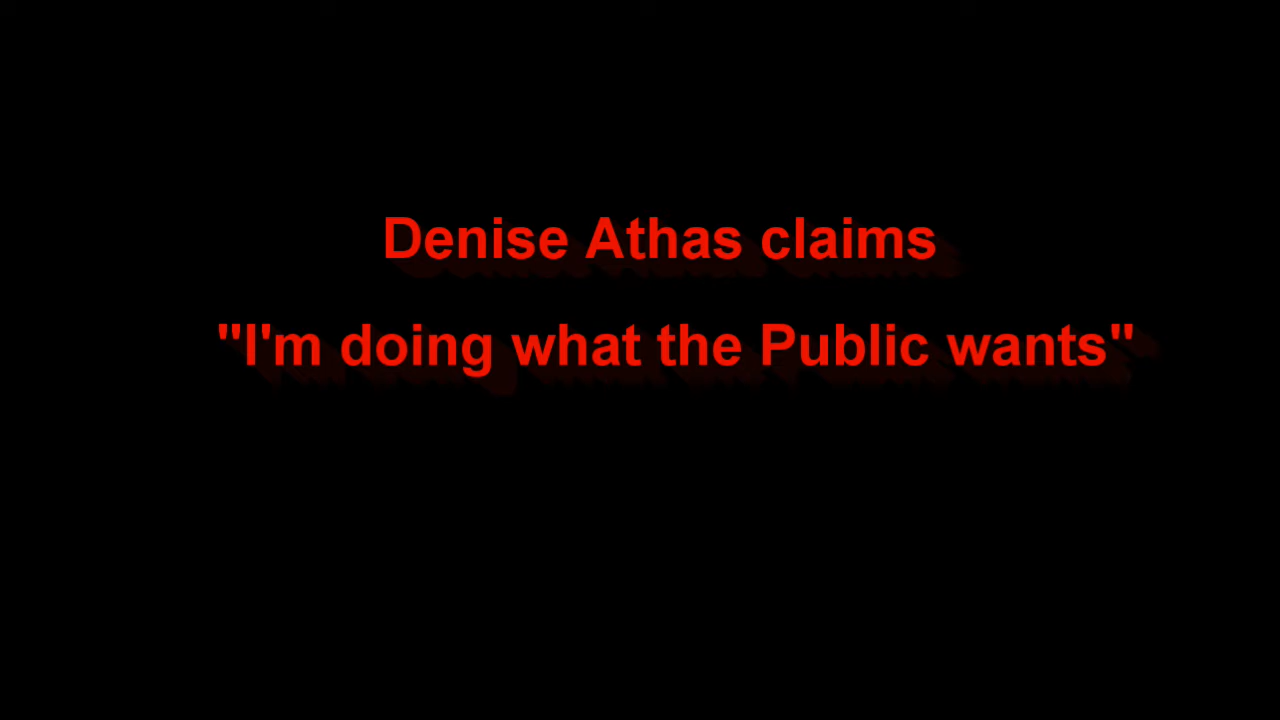 Denise Athas claims
"I'm doing what the Public wants"